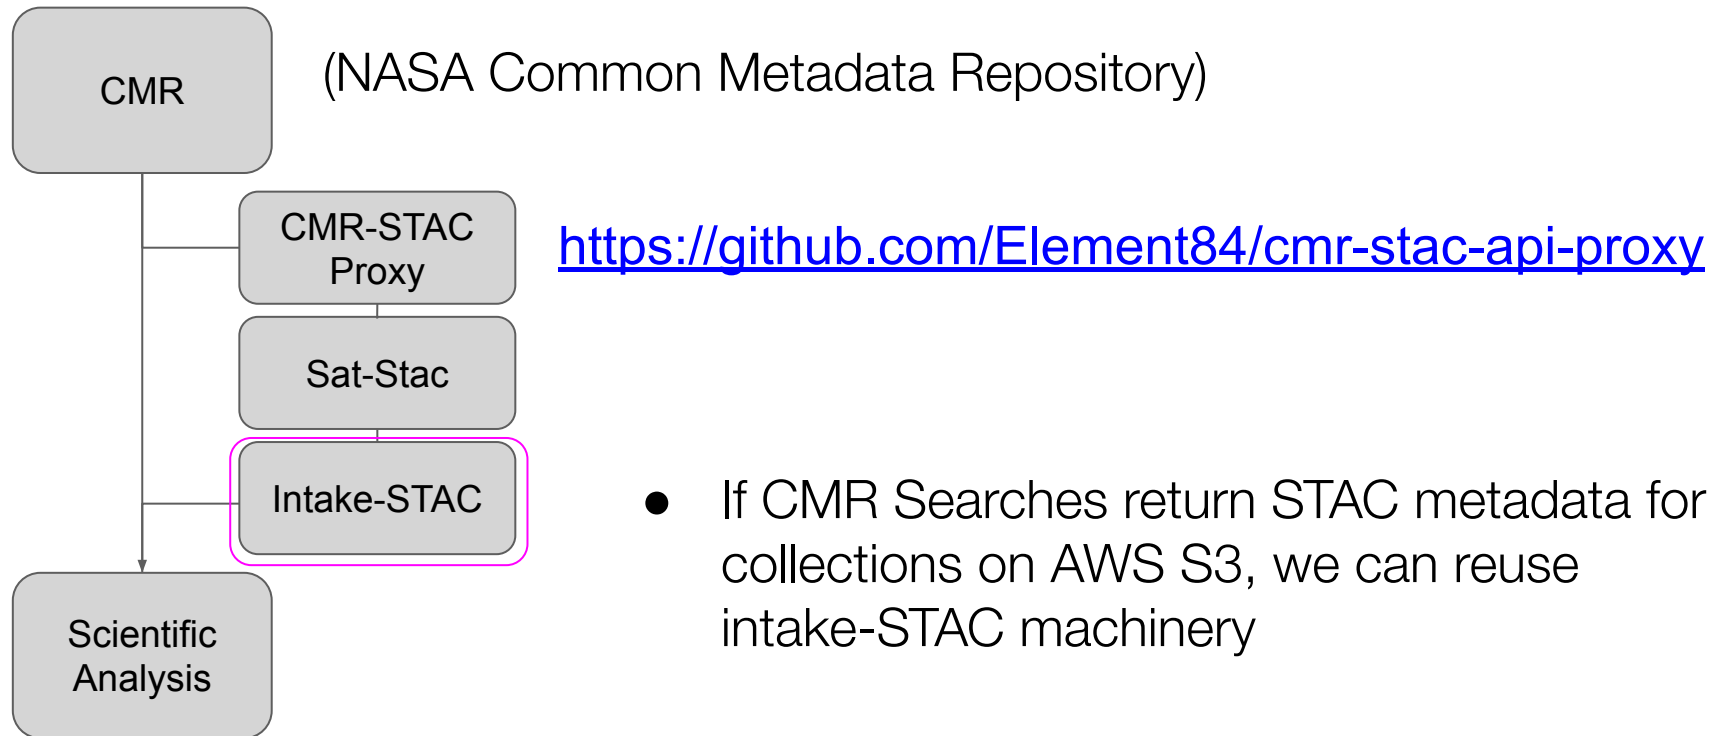 CMR
(NASA Common Metadata Repository)
CMR-STAC
Proxy
https://github.com/Element84/cmr-stac-api-proxy
Sat-Stac
Intake-STAC
● If CMR Searches return STAC metadata for
collections on AWS S3, we can reuse
intake-STAC machinery
Scientific
Analysis